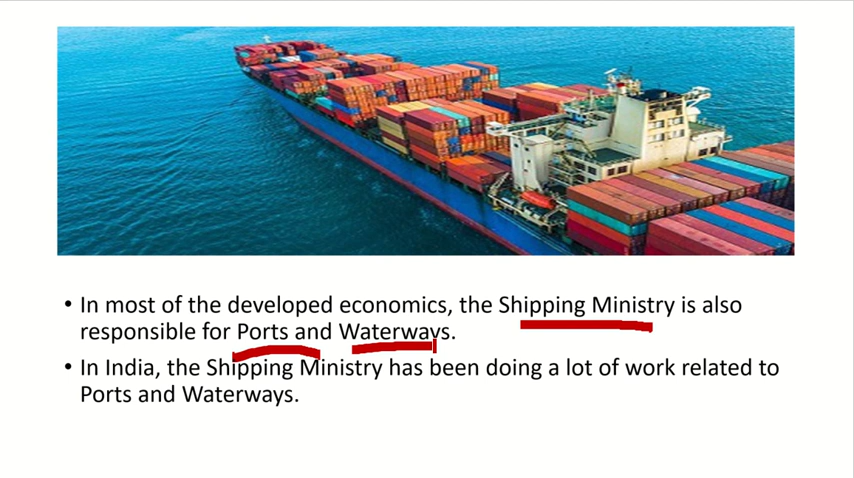 • In most of the developed economics, the Shipping Ministry is also
responsible for Ports and Waterways.
• In India, the Shipping Ministry has been doing a lot of work related to
Ports and Waterways.